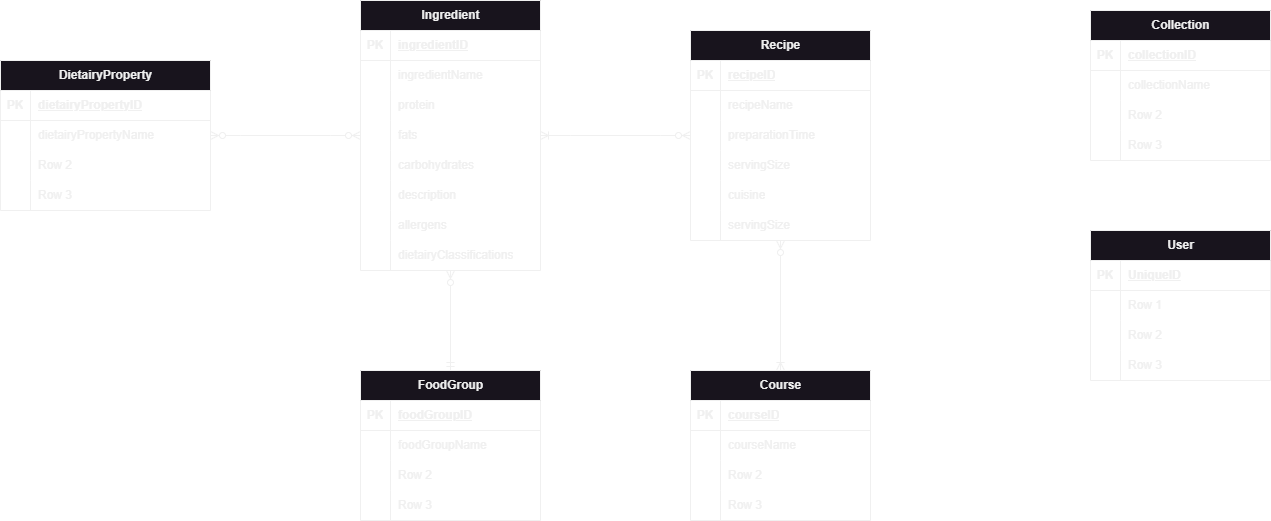 DietairyProperty
PK dietairyPropertyID
dietairyPropertyName
Row 2
Row 3
Ingredient
PK ingredientID
ingredientName
protein
fats
carbohydrates
description
allergens
dietairyClassifications
FoodGroup
PK foodGroupID
foodGroupName
Row 2
Row 3
Recipe
PK recipeID
recipeName
preparationTime
servingSize
cuisine
servingSize
Course
PK courseID
courseName
Row 2
Row 3
Collection
PK collectionID
collectionName
Row 2
Row 3
User
PK UniqueID
Row 1
Row 2
Row 3